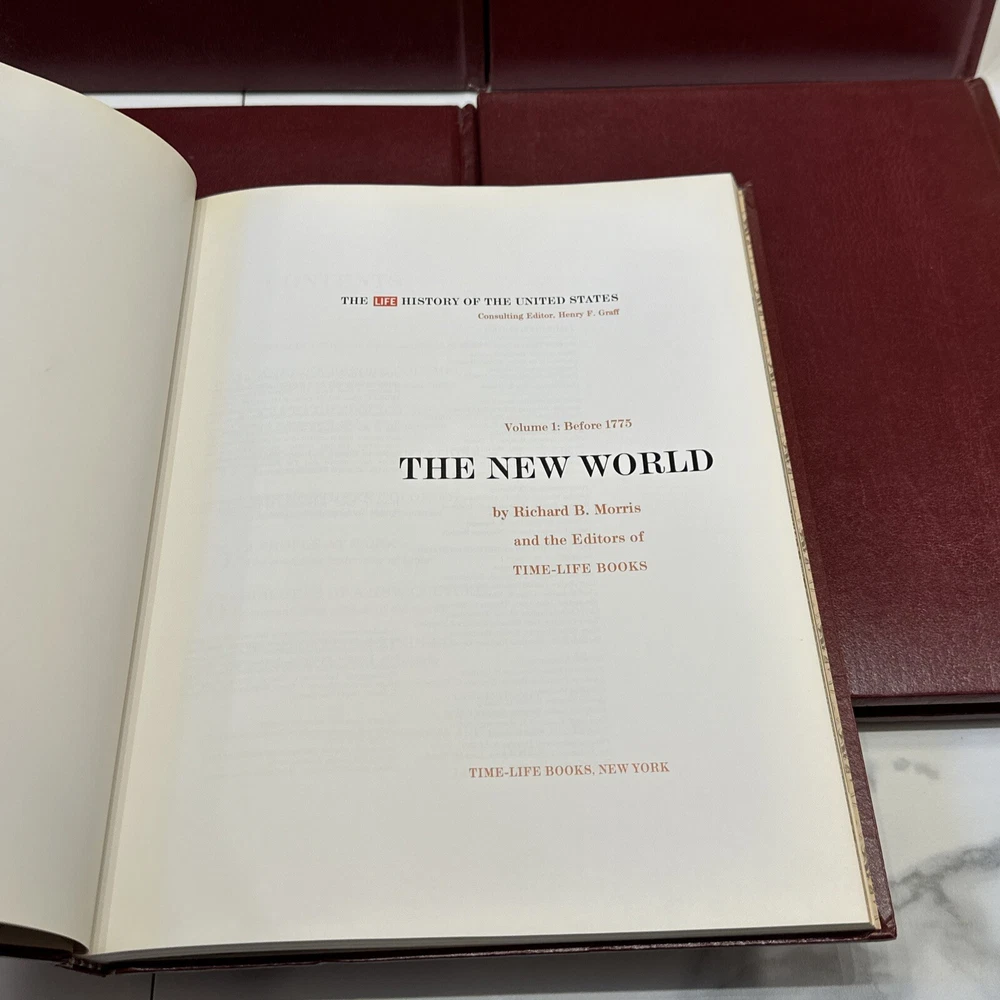 THE LIFE HISTORY OF THE UNITED STATES
Consulting Editor, Henry F. Graff
Volume 1: Before 1775
THE NEW WORLD
by Richard B. Morris
and the Editors of
TIME-LIFE BOOKS
TIME-LIFE BOOKS, NEW YORK